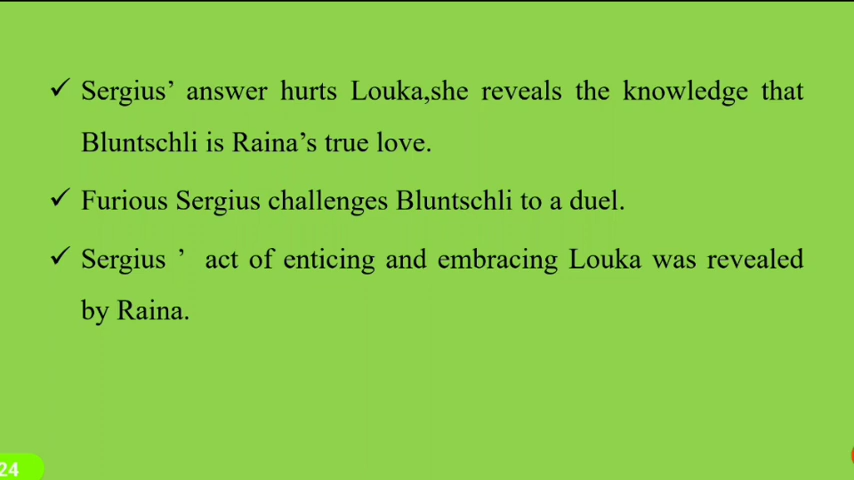 ✓ Sergius’ answer hurts Louka,she reveals the knowledge that
Bluntschli is Raina’s true love.
✓ Furious Sergius challenges Bluntschli to a duel.
✓ Sergius ’ act of enticing and embracing Louka was revealed
by Raina.
24